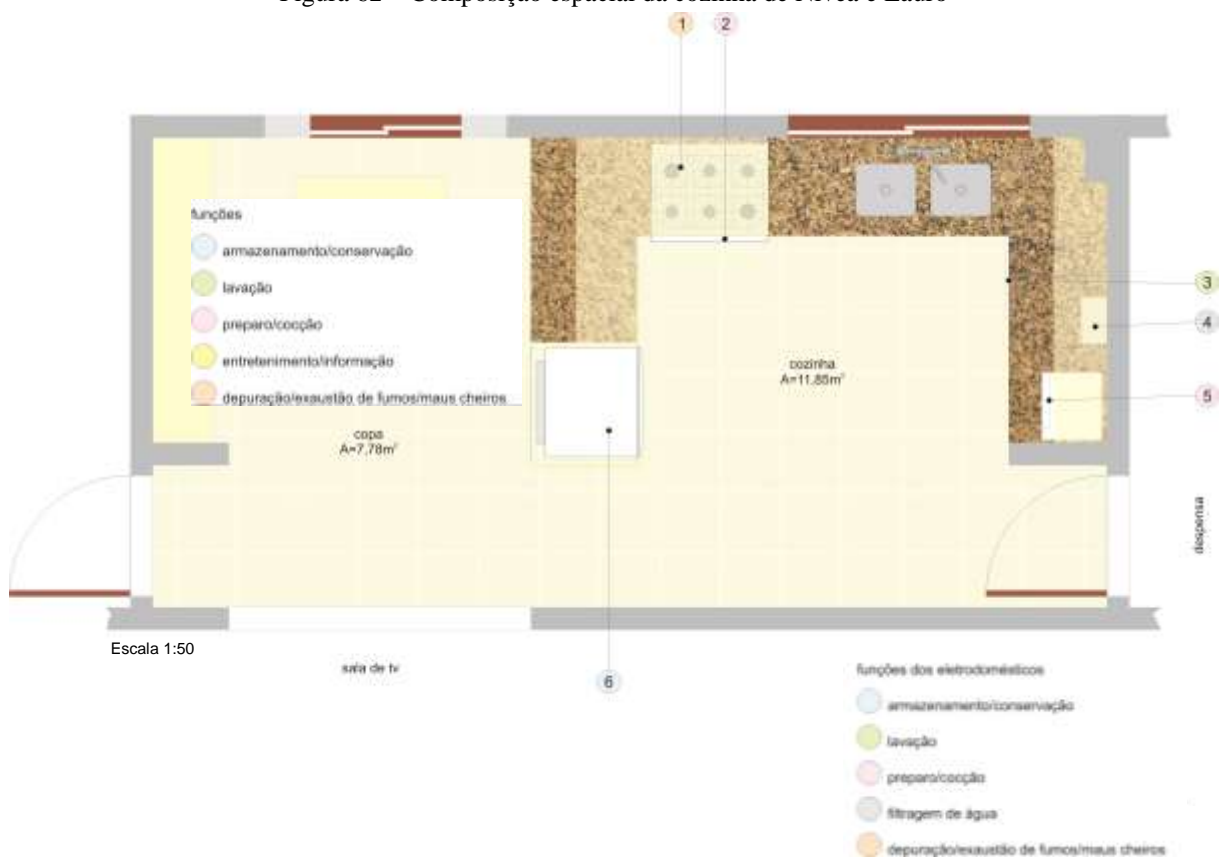 Figura 82 – Composição espacial da cozinha de Nívea e Lauro
1
2
funções
armazenamento/conservação
lavação
preparo/cocção
entretenimento/informação
depuração/exaustão de fumos/maus cheiros
copa
A=7,78m²
cozinha
A=11,85m²
3
4
5
despensa
Escala 1:50
sala de tv
6
funções dos eletrodomésticos
armazenamento/conservação
lavação
preparo/cocção
filtragem de água
depuração/exaustão de fumos/maus cheiros